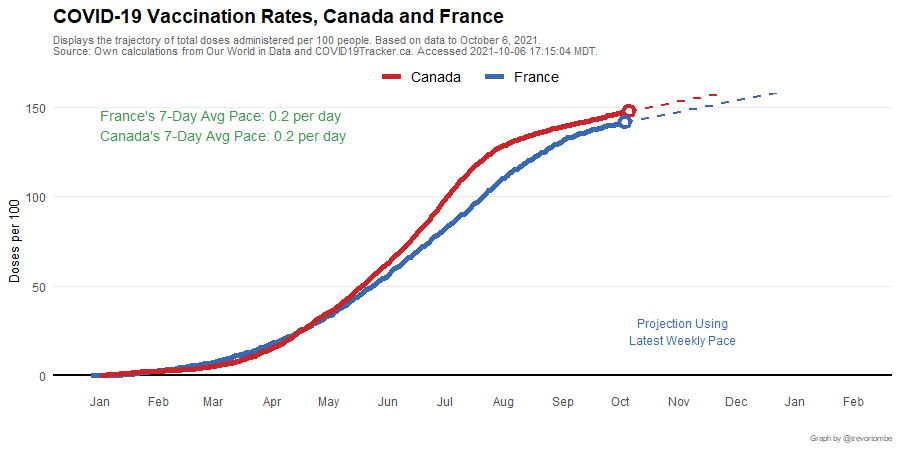 COVID-19 Vaccination Rates, Canada and France
Displays the trajectory of total doses administered per 100 people. Based on data to October 6, 2021.
Source: Own calculations from Our World in Data and COVID19Tracker.ca. Accessed 2021-10-06 17:15:04 MDT.
Canada France
France's 7-Day Avg Pace: 0.2 per day
Canada's 7-Day Avg Pace: 0.2 per day
Doses per 100
150
100
50
0
Projection Using
Latest Weekly Pace
Jan Feb Mar Apr May Jun Jul Aug Sep Oct Nov Dec Jan Feb
Graph by @trevortombe